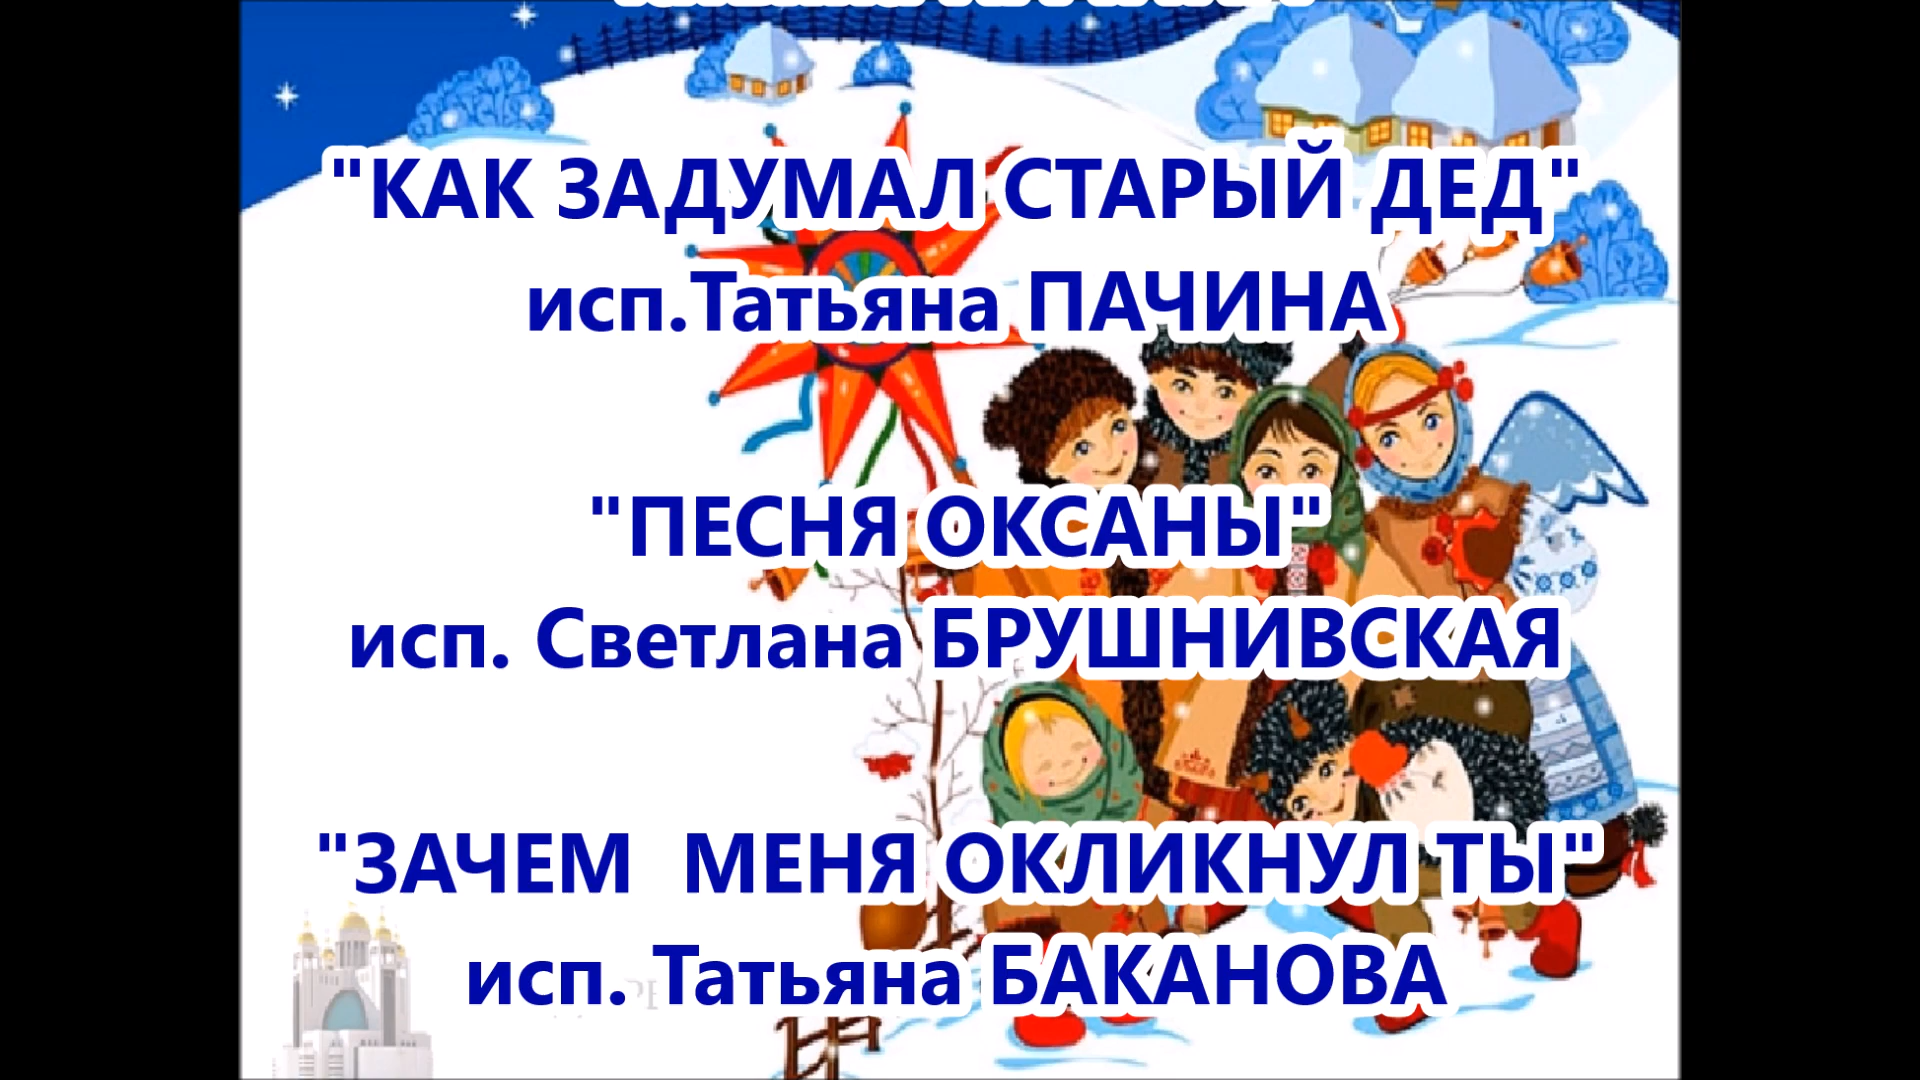 "КАК ЗАДУМАЛ СТАРЫЙ ДЕД"
исп.Татьяна ПАЧИНА
"ПЕСНЯ ОКСАНЫ"
исп. Светлана БРУШНИВСКАЯ
"ЗАЧЕМ  МЕНЯ ОКЛИКНУЛ ТЫ"
исп. Татьяна БАКАНОВА